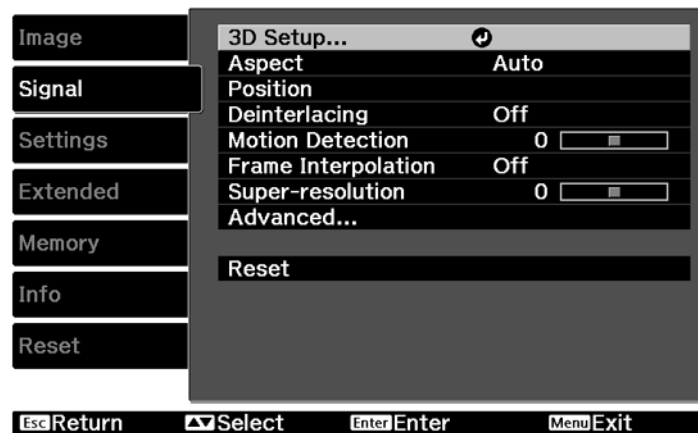 Image
Signal
Settings
Extended
Memory
Info
Reset
3D Setup...
Aspect Auto
Position
Deinterlacing Off
Motion Detection 0
Frame Interpolation Off
Super-resolution 0
Advanced...
Reset
Esc Return Select Enter Enter Menu Exit